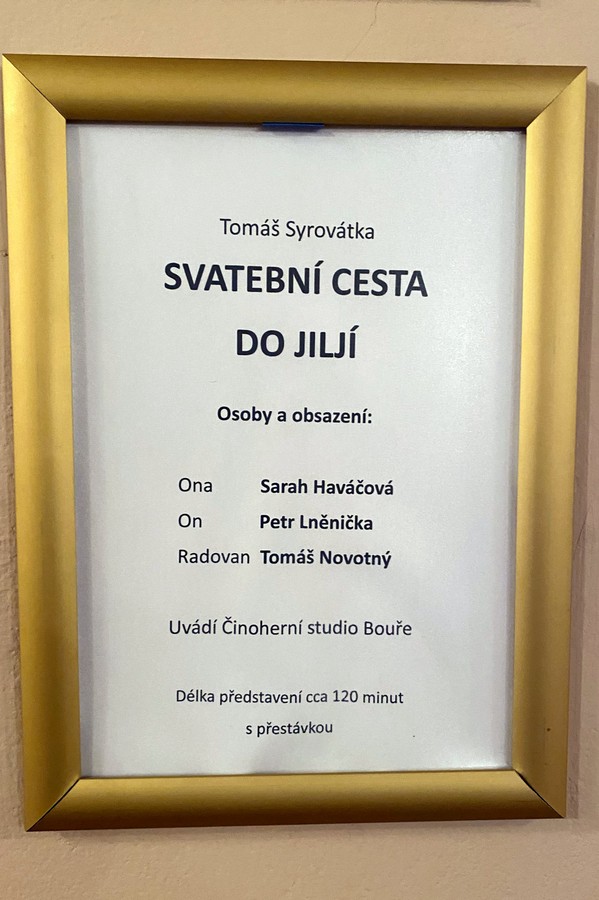 Tomáš Syrovátka
SVATEBNÍ CESTA
DO JILJÍ
Osoby a obsazení:
Ona Sarah Haváčová
On Petr Lněnička
Radovan Tomáš Novotný
Uvádí Činoherní studio Bouře
Délka představení cca 120 minut
s přestávkou